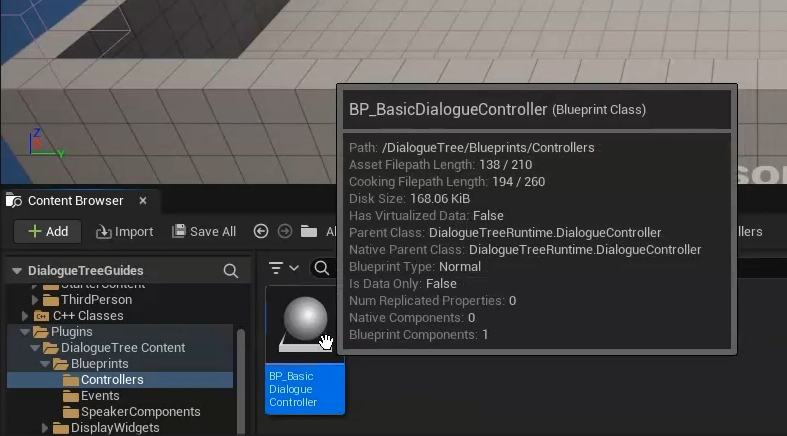 BP_BasicDialogueController (Blueprint Class)
Path: /DialogueTree/Blueprints/Controllers
Asset Filepath Length: 138 / 210
Cooking Filepath Length: 194 / 260
Disk Size: 168.06 KiB
Has Virtualized Data: False
Parent Class: DialogueTreeRuntime.DialogueController
Native Parent Class: DialogueTreeRuntime.DialogueController
Blueprint Type: Normal
Is Data Only: False
Num Replicated Properties: 0
Native Components: 0
Blueprint Components: 1
Z
Y
Content Browser
Add Import Save All
DialogueTreeGuides
StarterContent
ThirdPerson
C++ Classes
Plugins
DialogueTree Content
Blueprints
Controllers
Events
SpeakerComponents
DisplayWidgets
BP_Basic
Dialogue
Controller